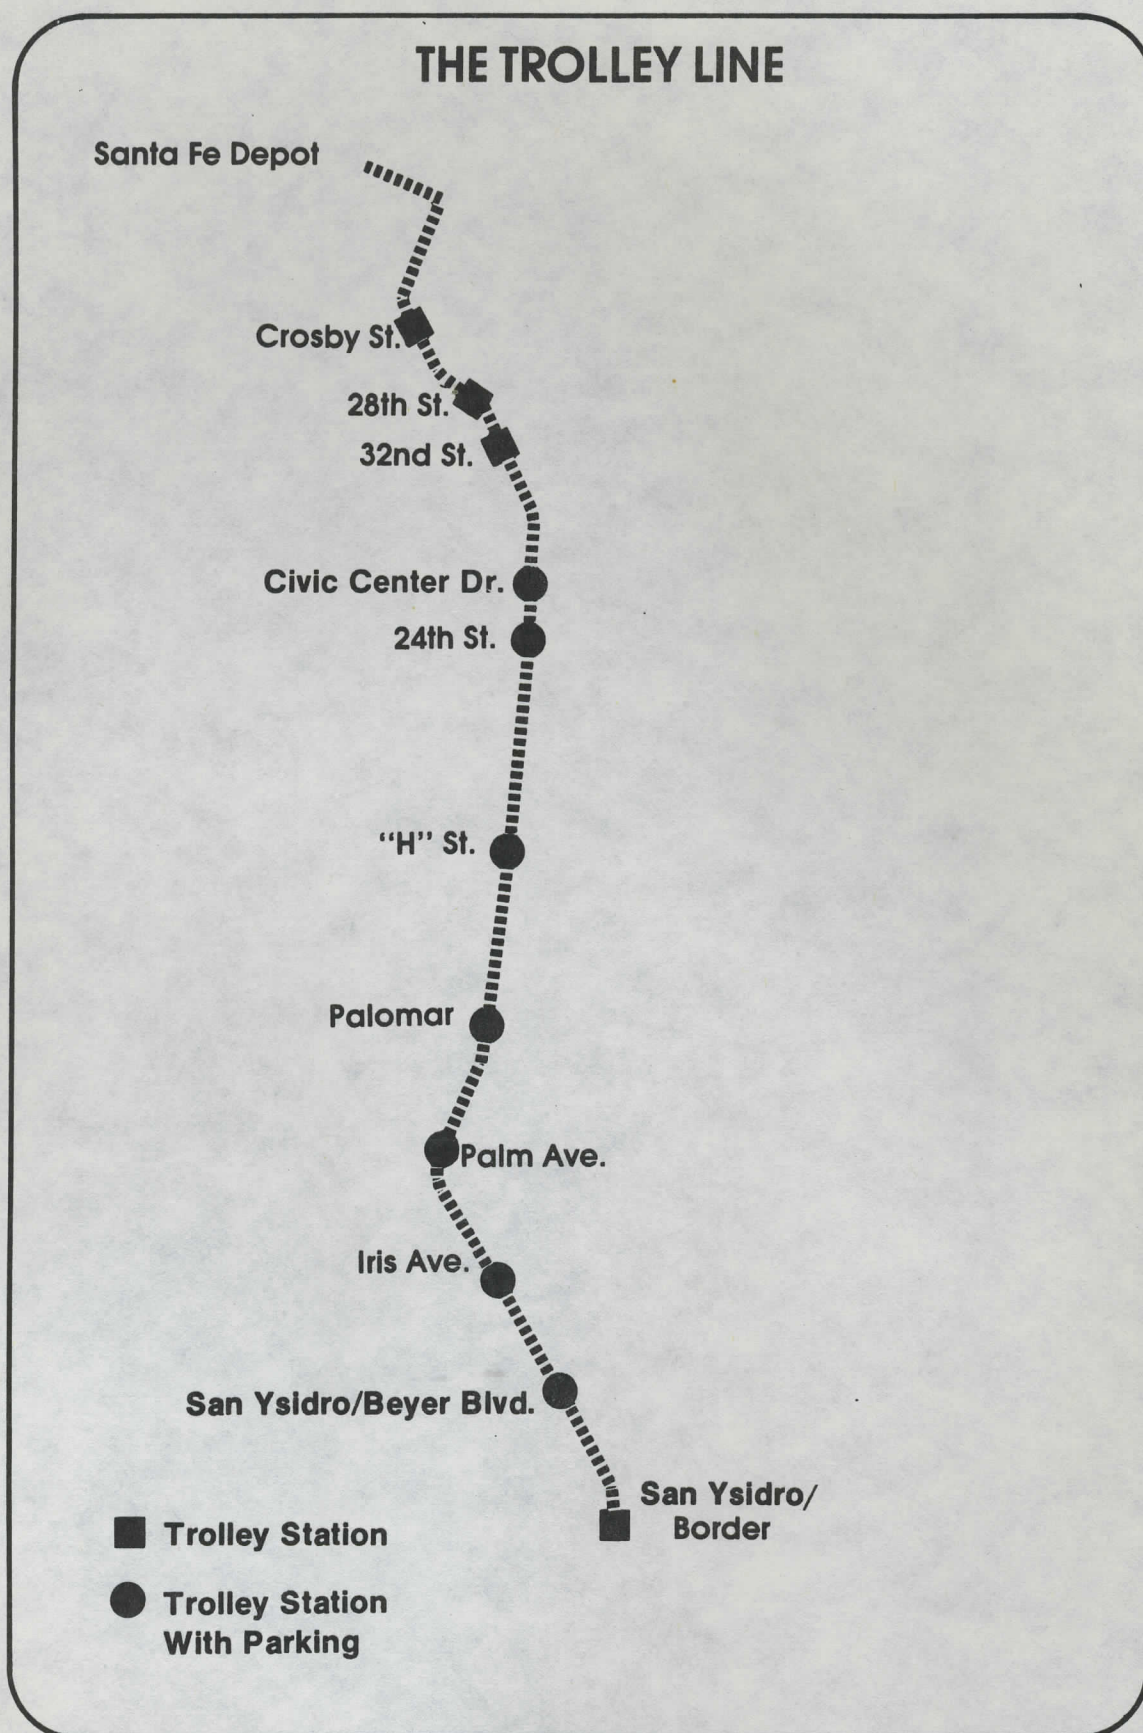 THE TROLLEY LINE
Santa Fe Depot
Crosby St.
28th St.
32nd St.
Civic Center Dr.
24th St.
“H” St.
Palomar
Palm Ave.
Iris Ave.
San Ysidro/Beyer Blvd.
San Ysidro/
Border
Trolley Station
Trolley Station
With Parking